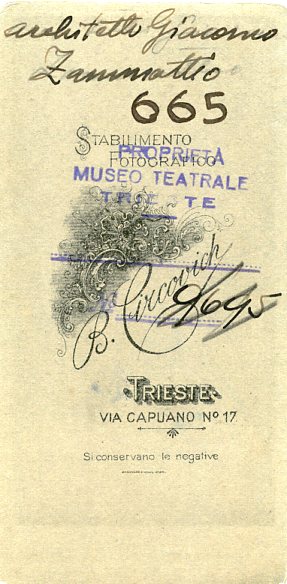 architetto Giacomo
Zammattio
665
STABILIMENTO
FOTOGRAFICO
PROPRIETÀ
MUSEO TEATRALE
TRIESTE
B. Circovich
9695
TRIESTE
VIA CAPUANO Nº 17
Si conservano le negative